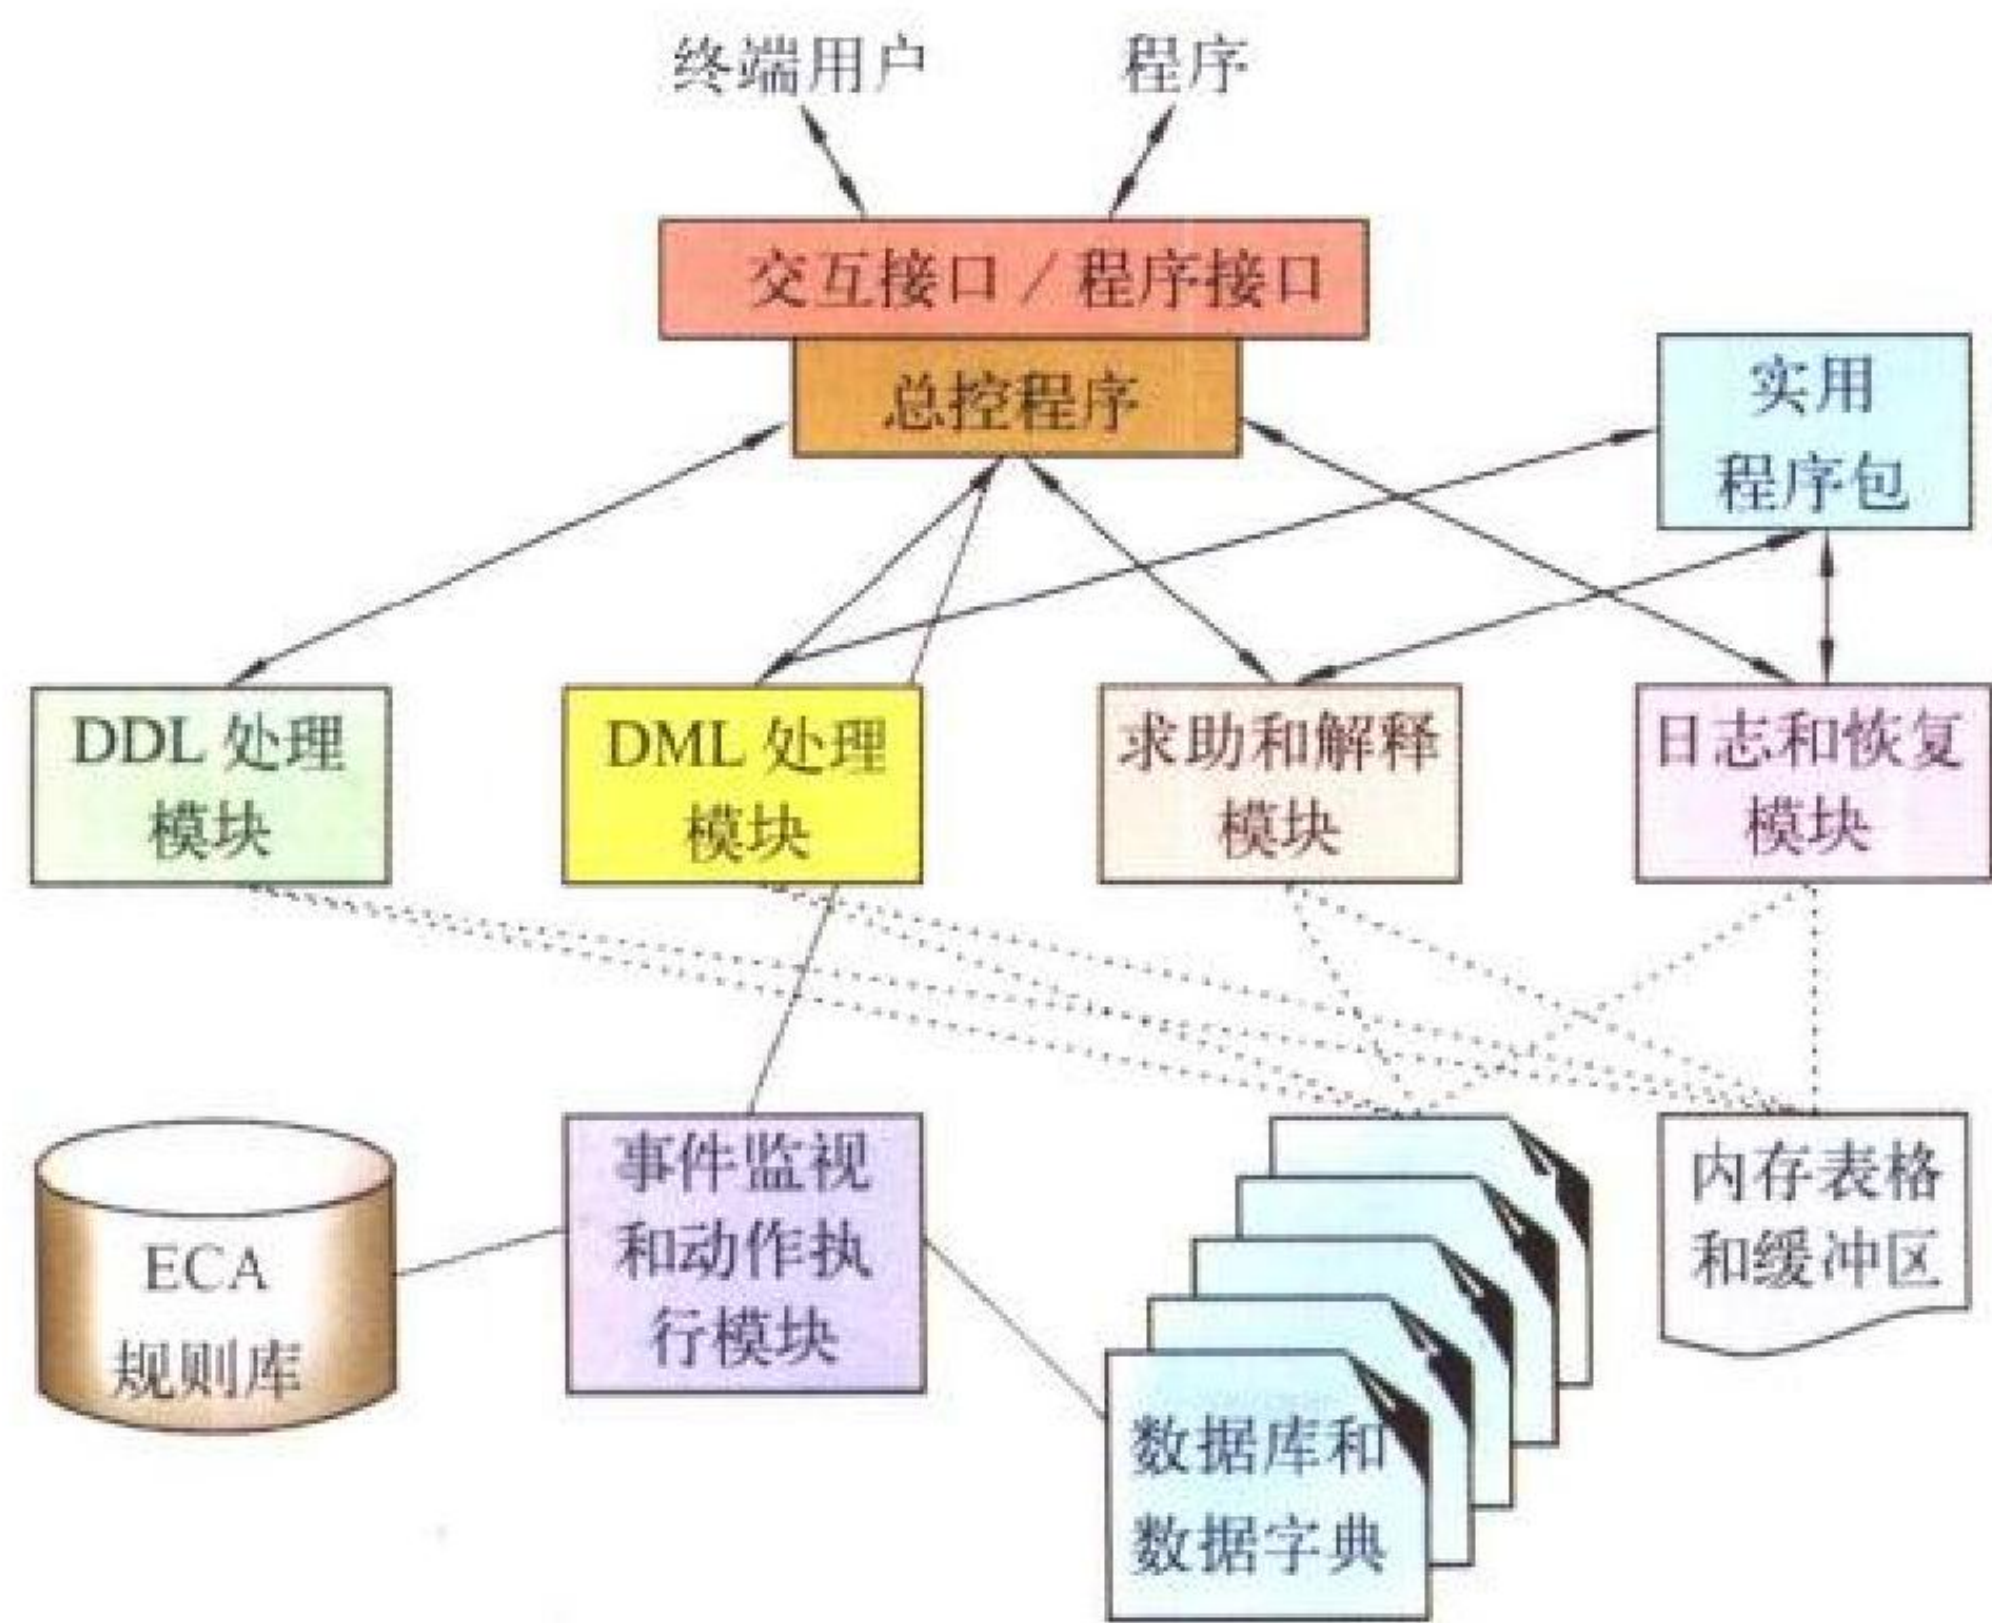 终端用户
程序
交互接口/程序接口
总控程序
实用
程序包
DDL 处理
模块
DML 处理
模块
求助和解释
模块
日志和恢复
模块
ECA
规则库
事件监视
和动作执
行模块
数据库和
数据字典
内存表格
和缓冲区